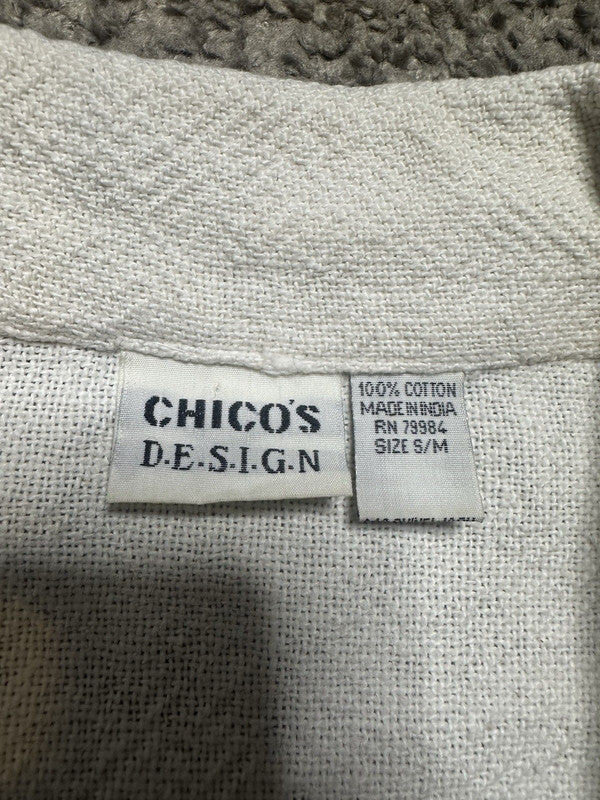 CHICO'S
D.E.S.I.G.N
100% COTTON
MADE IN INDIA
RN 79984
SIZE S/M